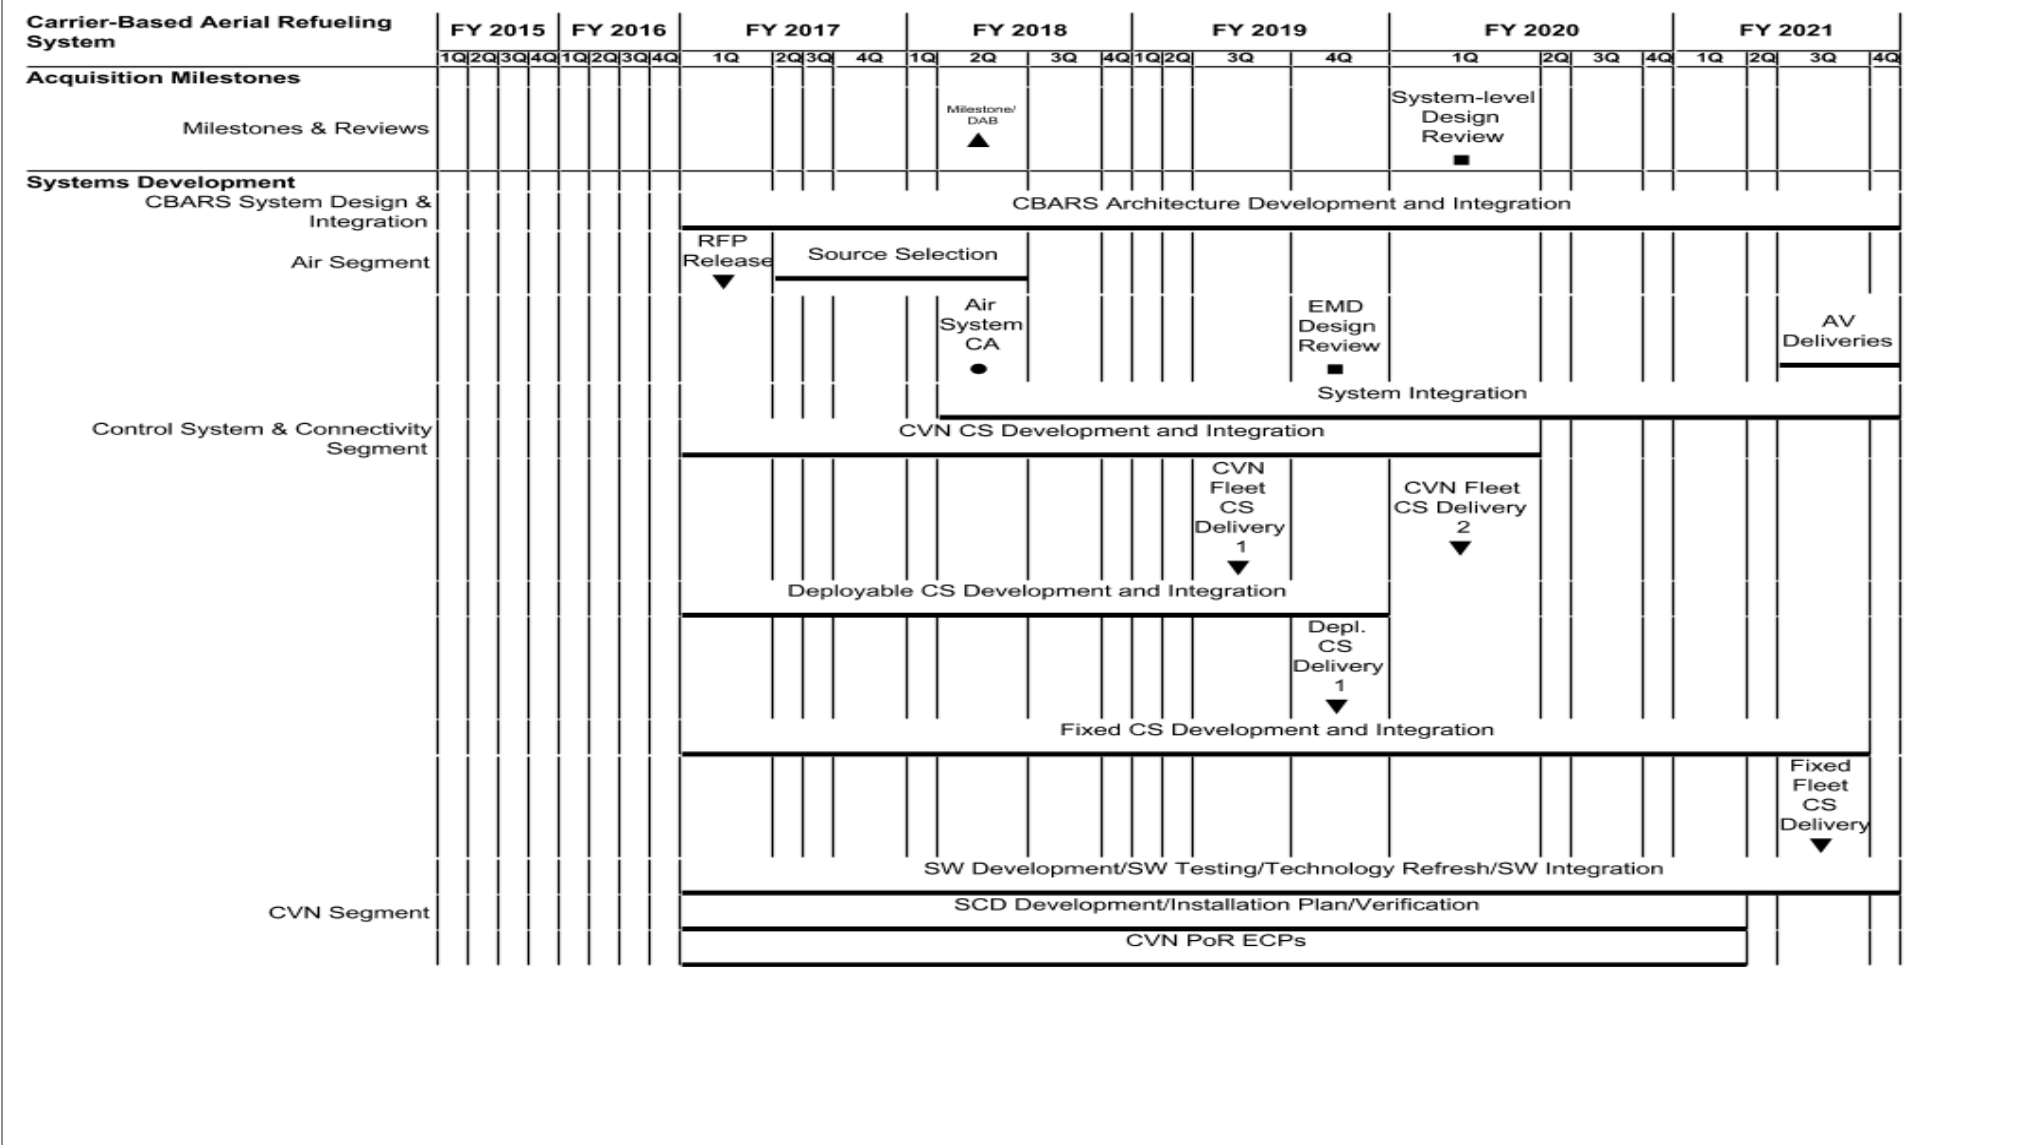 Carrier-Based Aerial Refueling
System
FY 2015 FY 2016 FY 2017 FY 2018 FY 2019 FY 2020 FY 2021
1Q 2Q 3Q 4Q 1Q 2Q 3Q 4Q 1Q 2Q 3Q 4Q 1Q 2Q 3Q 4Q 1Q 2Q 3Q 4Q 1Q 2Q 3Q 4Q 1Q 2Q 3Q 4Q
Acquisition Milestones
Milestones & Reviews
Milestone/
DAB
System-level
Design
Review
Systems Development
CBARS System Design &
Integration
CBARS Architecture Development and Integration
Air Segment
RFP
Release
Source Selection
Air
System
CA
EMD
Design
Review
AV
Deliveries
System Integration
Control System & Connectivity
Segment
CVN CS Development and Integration
CVN
Fleet
CS
Delivery
1
CVN Fleet
CS Delivery
2
Deployable CS Development and Integration
Depl.
CS
Delivery
1
Fixed CS Development and Integration
Fixed
Fleet
CS
Delivery
SW Development/SW Testing/Technology Refresh/SW Integration
CVN Segment
SCD Development/Installation Plan/Verification
CVN PoR ECPs